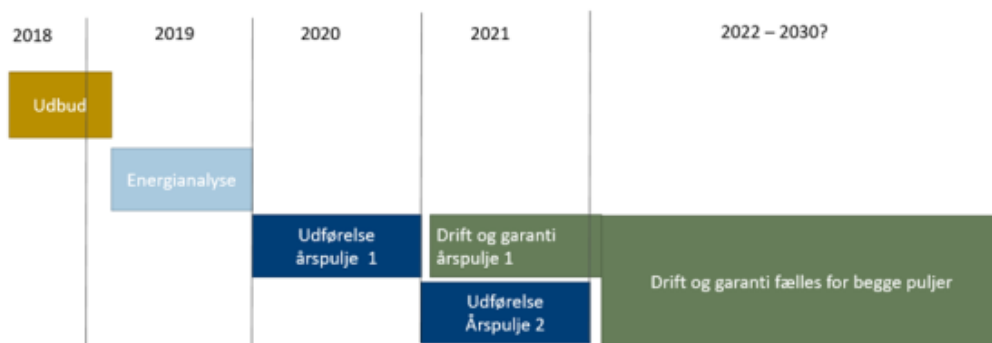 2018
2019
2020
2021
2022 – 2030?
Udbud
Energianalyse
Udførelse
årspulje 1
Drift og garanti
årspulje 1
Udførelse
Årspulje 2
Drift og garanti fælles for begge puljer